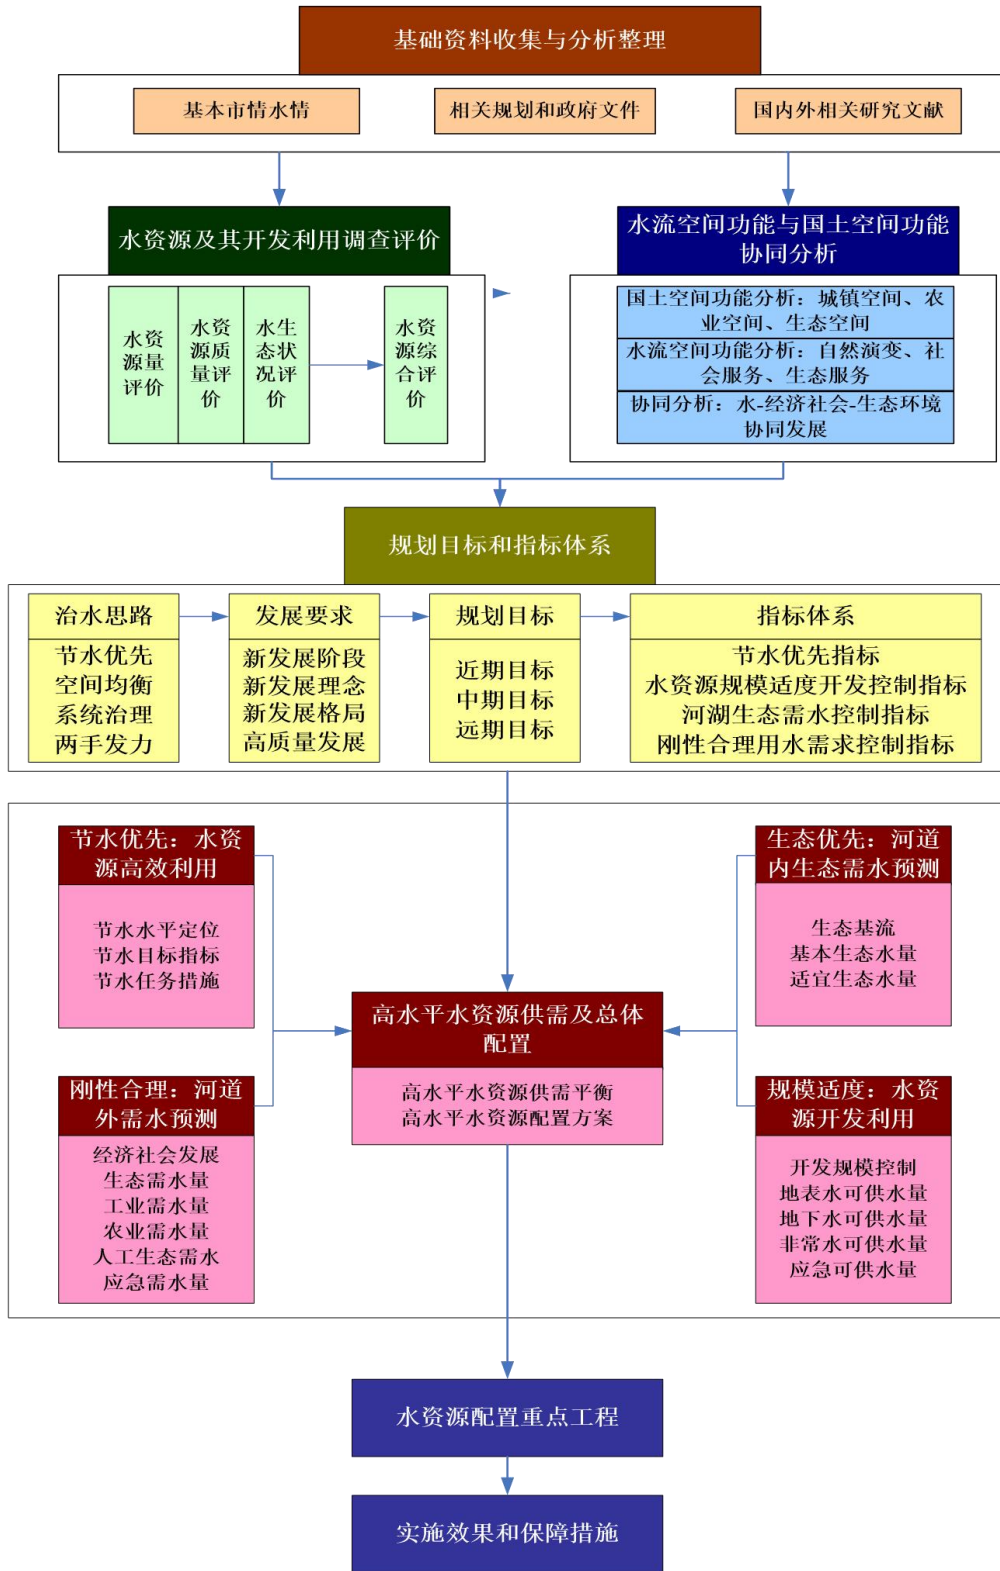 基础资料收集与分析整理
基本市情水情
相关规划和政府文件
国内外相关研究文献
水资源及其开发利用调查评价
水资
源量
评价
水资
源质
量评
价
水生
态状
况评
价
水资
源综
合评
价
水流空间功能与国土空间功能
协同分析
国土空间功能分析：城镇空间、农
业空间、生态空间
水流空间功能分析：自然演变、社
会服务、生态服务
协同分析：水-经济社会-生态环境
协同发展
规划目标和指标体系
治水思路
节水优先
空间均衡
系统治理
两手发力
发展要求
新发展阶段
新发展理念
新发展格局
高质量发展
规划目标
近期目标
中期目标
远期目标
指标体系
节水优先指标
水资源规模适度开发控制指标
河湖生态需水控制指标
刚性合理用水需求控制指标
节水优先：水资
源高效利用
节水水平定位
节水目标指标
节水任务措施
生态优先：河道
内生态需水预测
生态基流
基本生态水量
适宜生态水量
高水平水资源供需及总体
配置
高水平水资源供需平衡
高水平水资源配置方案
刚性合理：河道
外需水预测
经济社会发展
生态需水量
工业需水量
农业需水量
人工生态需水
应急需水量
规模适度：水资
源开发利用
开发规模控制
地表水可供水量
地下水可供水量
非常水可供水量
应急可供水量
水资源配置重点工程
实施效果和保障措施